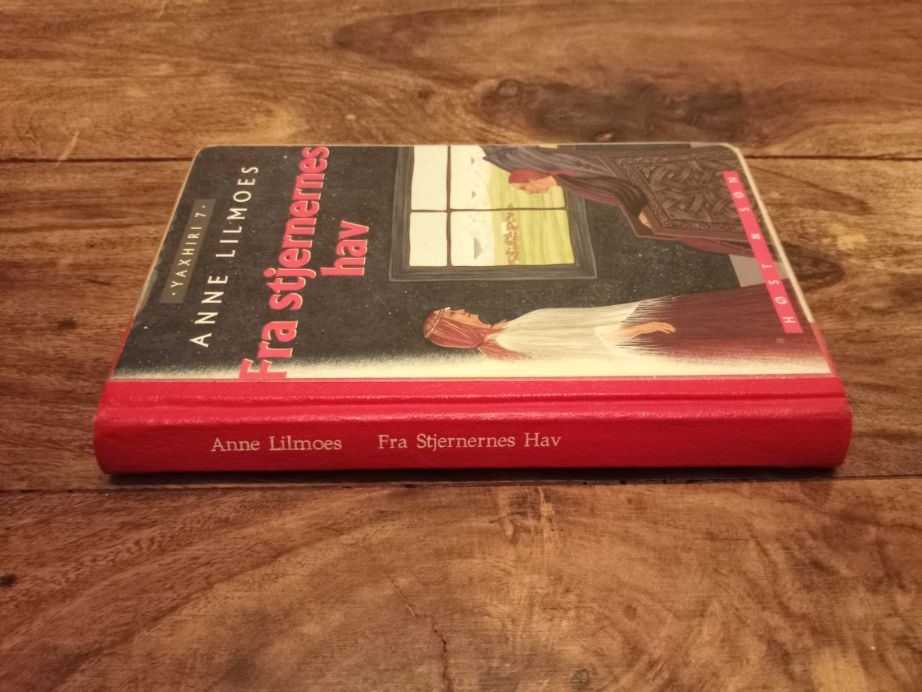 · YAXHIRI 7 ·
ANNE LILMOES
Fra stjernernes
hav
HØST & SØN
Anne Lilmoes Fra Stjernernes Hav